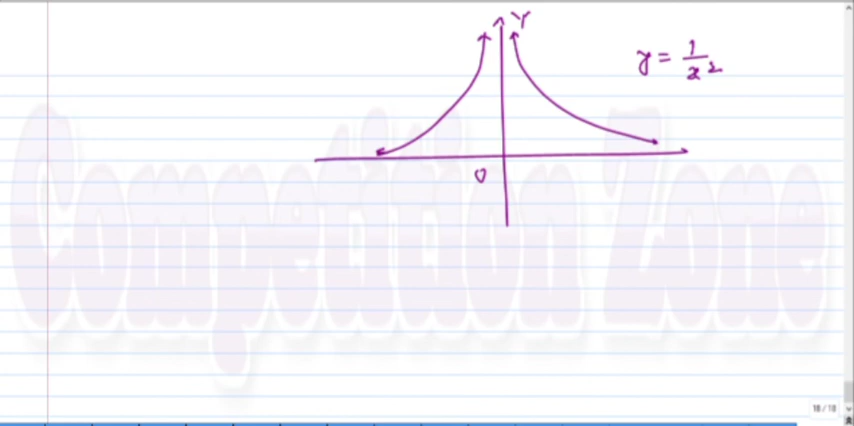 Y
y = 1/x²
O
Competition Zone
18 / 18